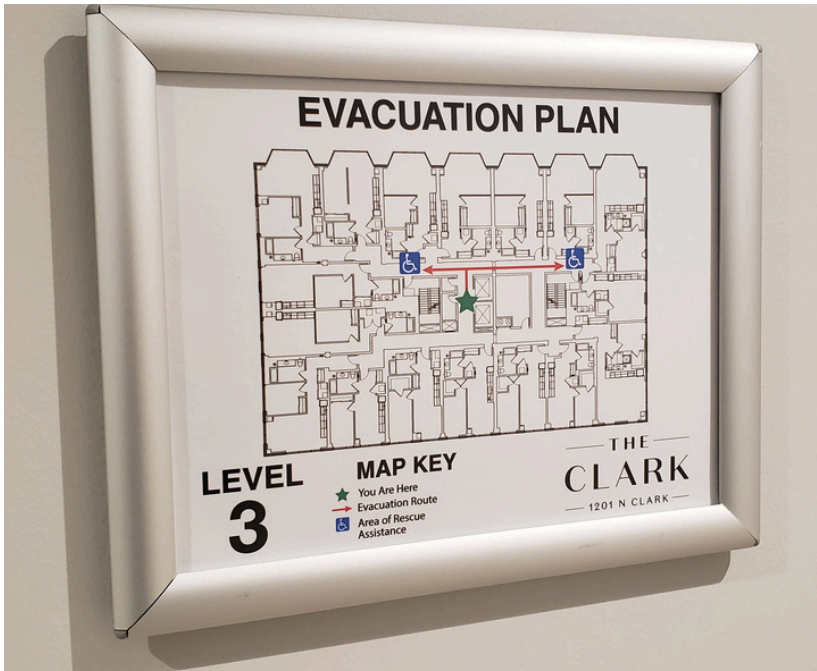 EVACUATION PLAN
LEVEL
3
MAP KEY
You Are Here
Evacuation Route
Area of Rescue
Assistance
THE
CLARK
1201 N CLARK